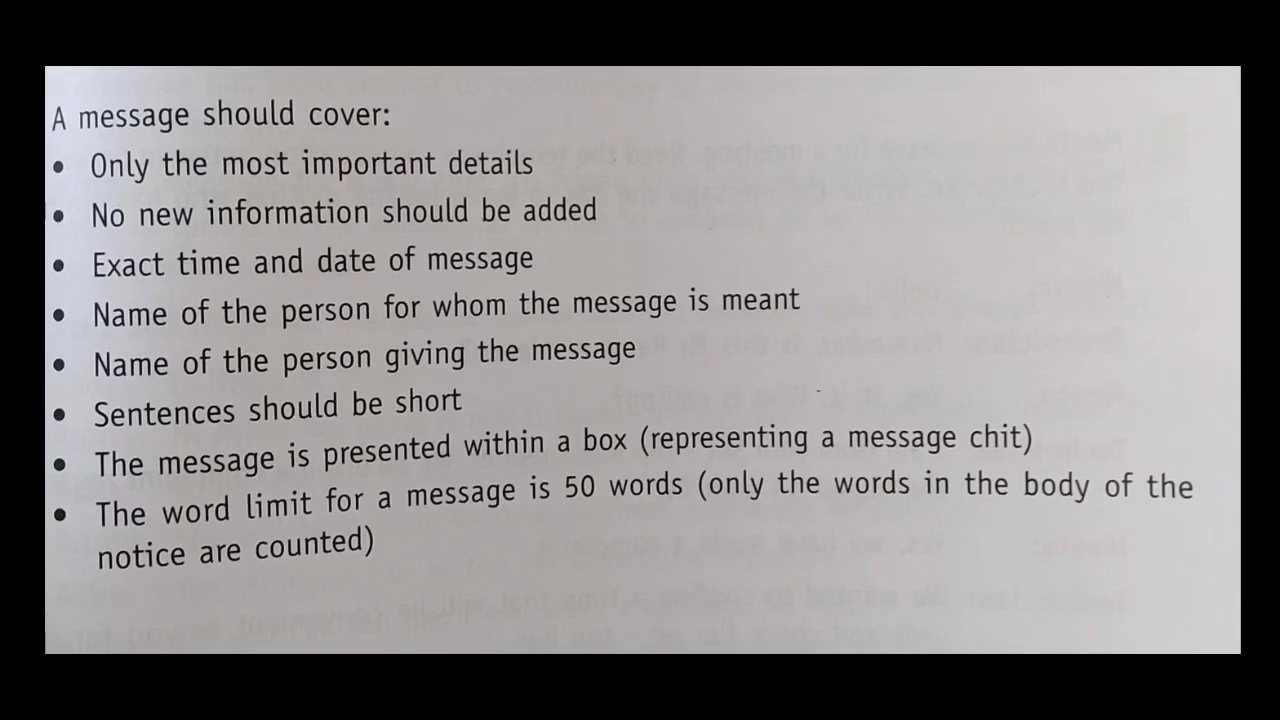 A message should cover:
• Only the most important details
• No new information should be added
• Exact time and date of message
• Name of the person for whom the message is meant
• Name of the person giving the message
• Sentences should be short
• The message is presented within a box (representing a message chit)
• The word limit for a message is 50 words (only the words in the body of the
notice are counted)